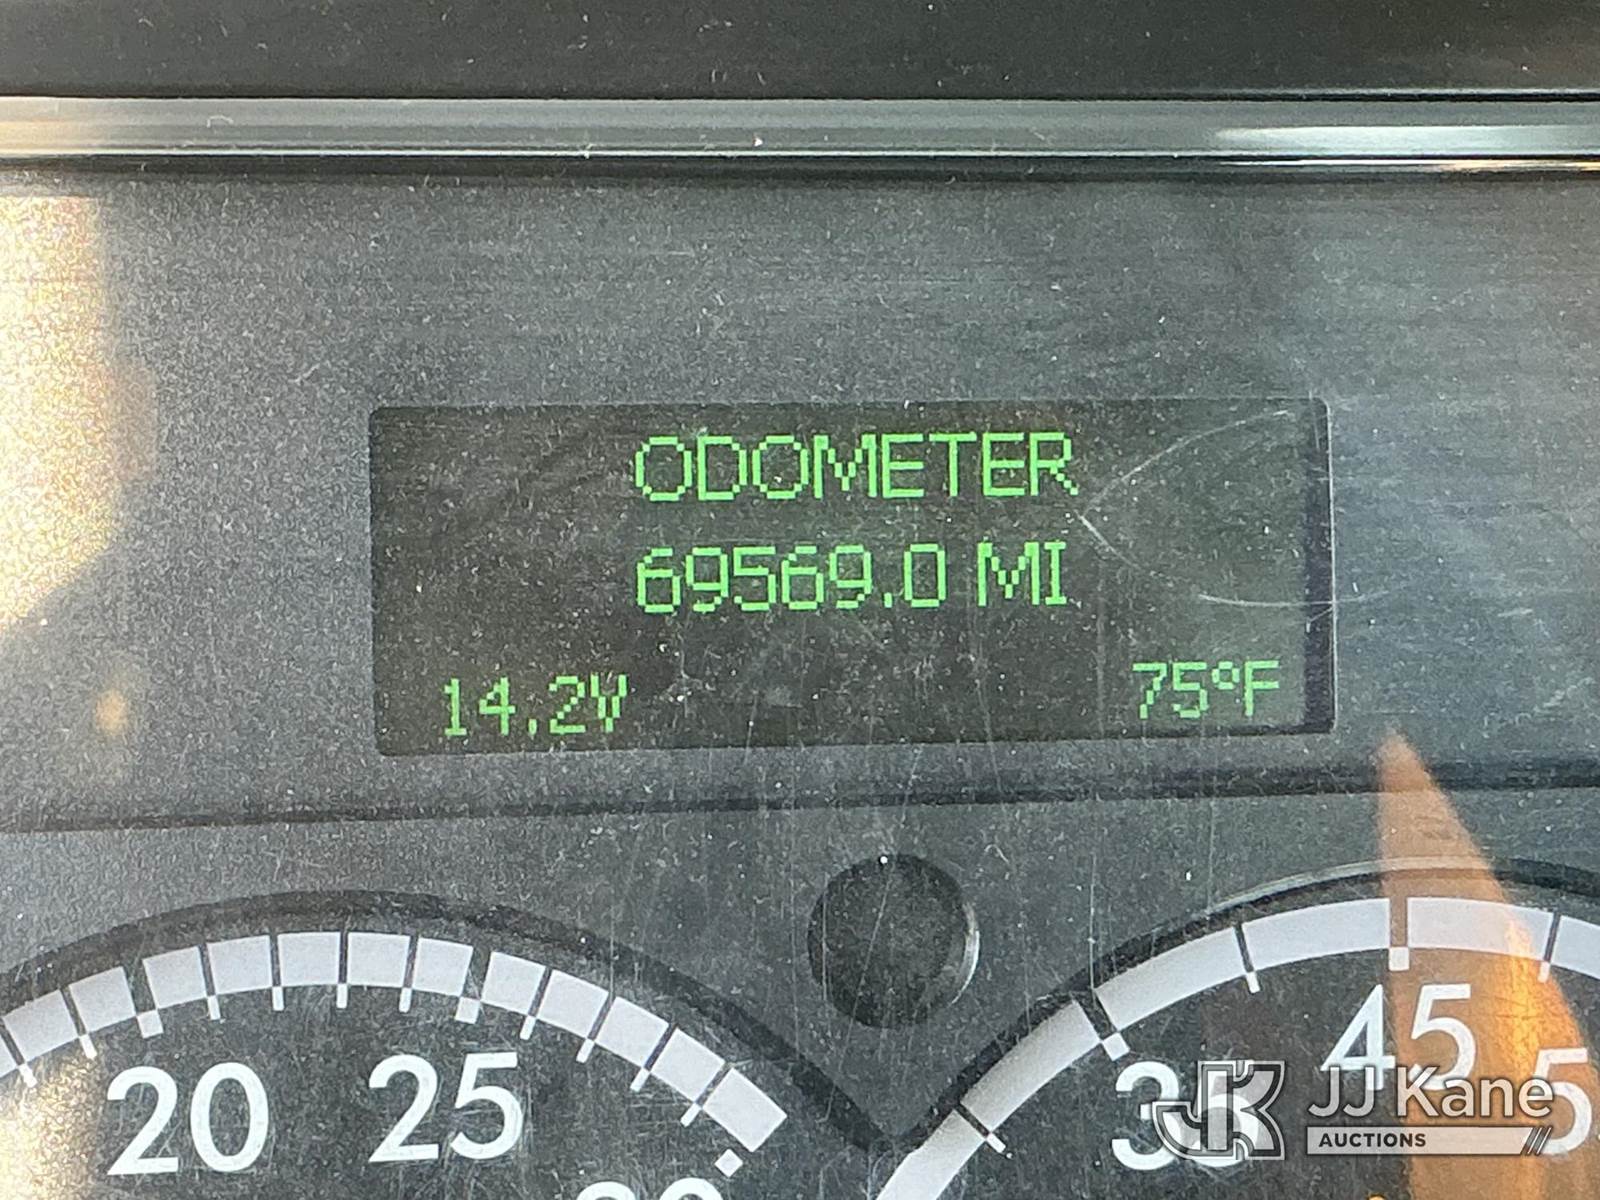 ODOMETER
69569.0 MI
14.2V 75°F
20 25 45
JJ Kane
AUCTIONS